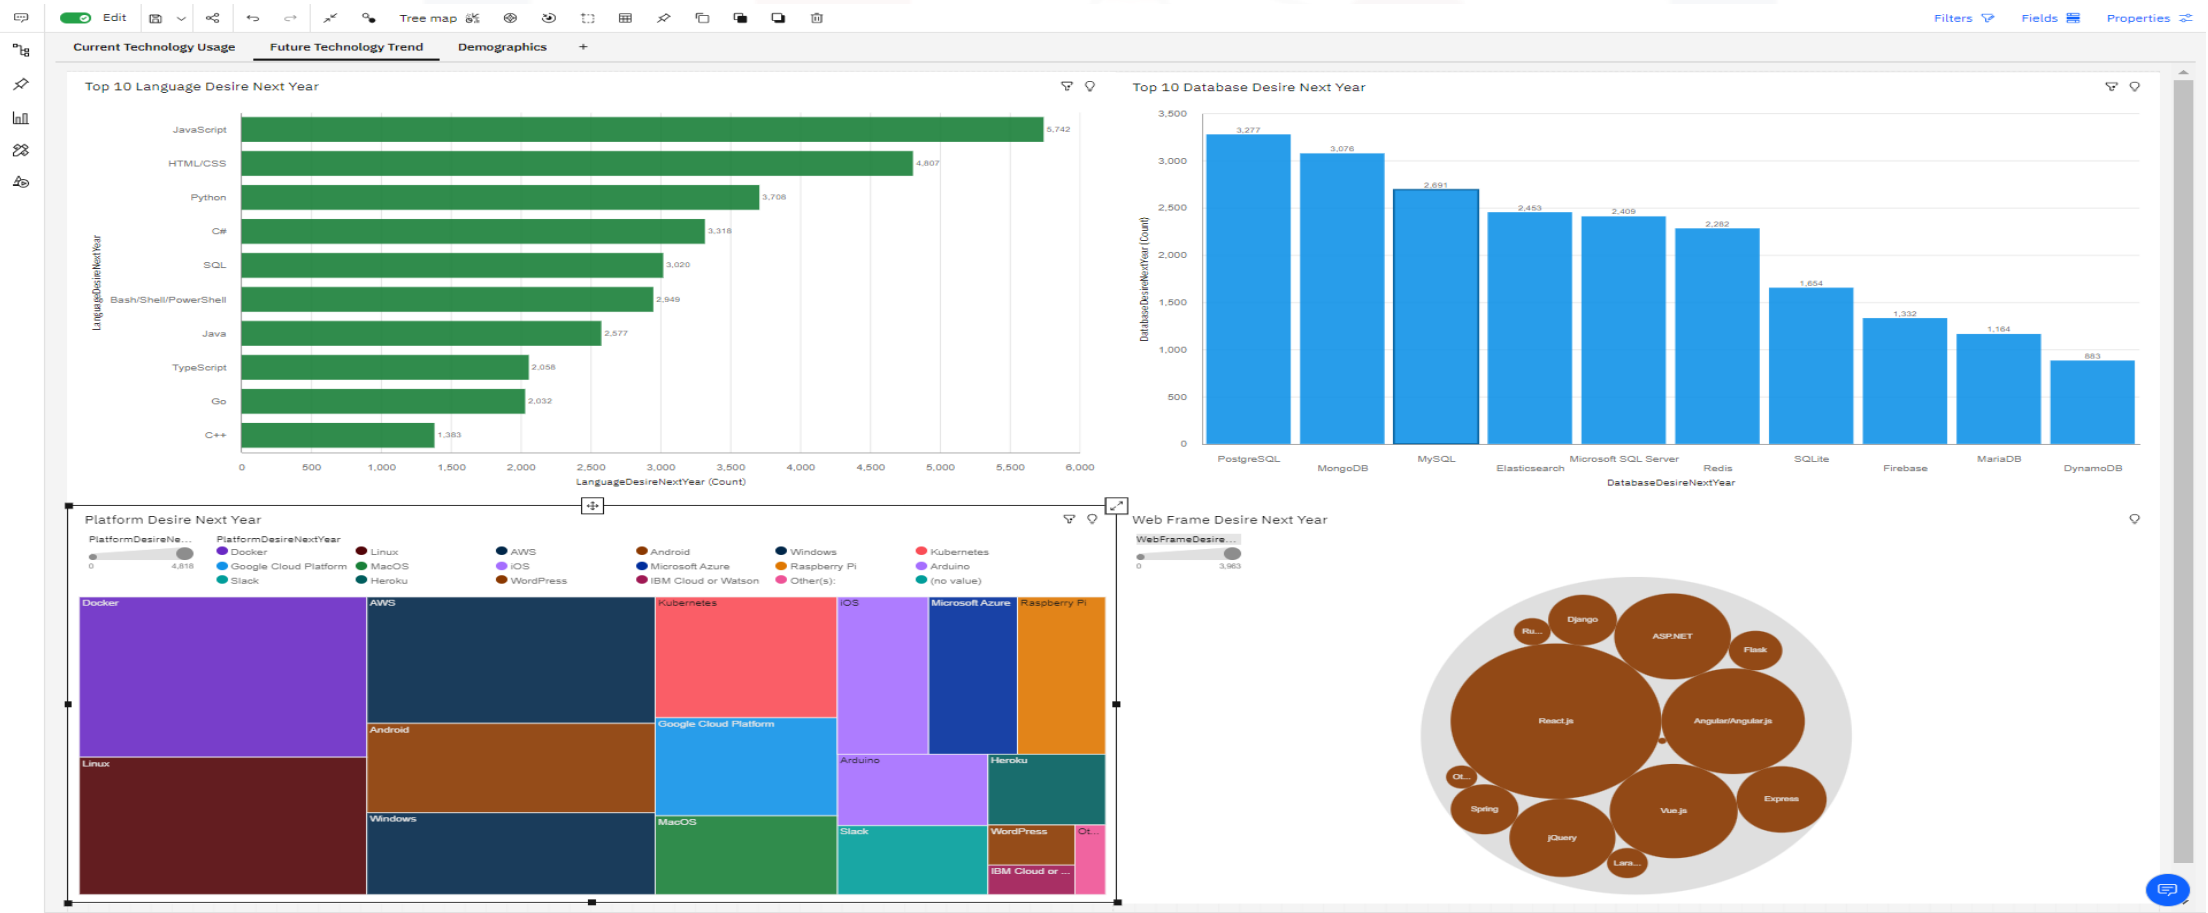 Edit
Tree map
Filters
Fields
Properties
Current Technology Usage
Future Technology Trend
Demographics
+
Top 10 Language Desire Next Year
LanguageDesireNextYear
JavaScript
5,742
HTML/CSS
4,807
Python
3,708
C#
3,318
SQL
3,020
Bash/Shell/PowerShell
2,949
Java
2,577
TypeScript
2,058
Go
2,032
C++
1,383
0 500 1,000 1,500 2,000 2,500 3,000 3,500 4,000 4,500 5,000 5,500 6,000
LanguageDesireNextYear (Count)
Top 10 Database Desire Next Year
DatabaseDesireNextYear (Count)
3,500
3,000
2,500
2,000
1,500
1,000
500
0
3,277
3,076
2,691
2,453
2,409
2,282
1,654
1,332
1,164
883
PostgreSQL
MongoDB
MySQL
Elasticsearch
Microsoft SQL Server
Redis
SQLite
Firebase
MariaDB
DynamoDB
DatabaseDesireNextYear
Platform Desire Next Year
PlatformDesireNe...
0 4,818
PlatformDesireNextYear
Docker Linux AWS Android Windows Kubernetes
Google Cloud Platform MacOS iOS Microsoft Azure Raspberry Pi Arduino
Slack Heroku WordPress IBM Cloud or Watson Other(s): (no value)
Docker
Linux
AWS
Android
Windows
Kubernetes
Google Cloud Platform
MacOS
iOS
Microsoft Azure
Raspberry Pi
Arduino
Heroku
Slack
WordPress
Ot...
IBM Cloud or ...
Web Frame Desire Next Year
WebFrameDesire...
0 3,983
Django
Ru...
ASP.NET
Flask
React.js
Angular/Angular.js
Ot...
Spring
Vue.js
Express
jQuery
Lara...